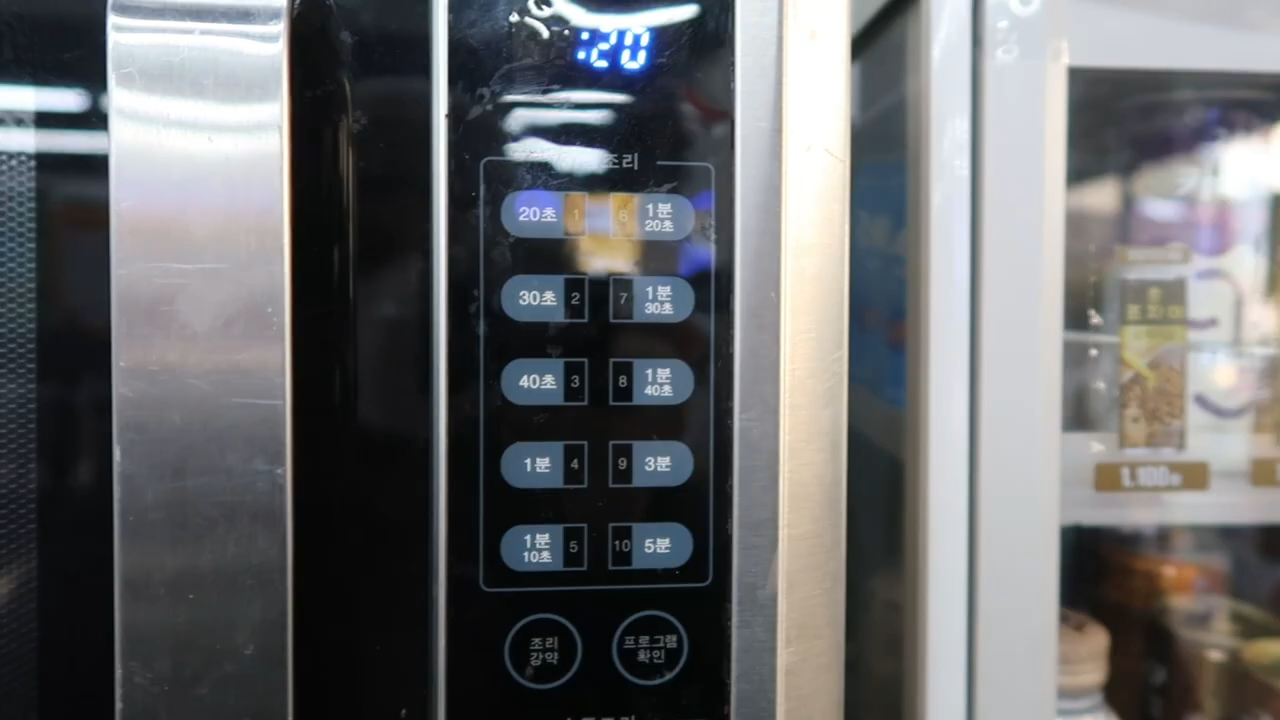 :20
조리
20초 1
6 1분
20초
30초 2
7 1분
30초
40초 3
8 1분
40초
1분 4
9 3분
1분
10초 5
10 5분
조리
강약
프로그램
확인
1,100